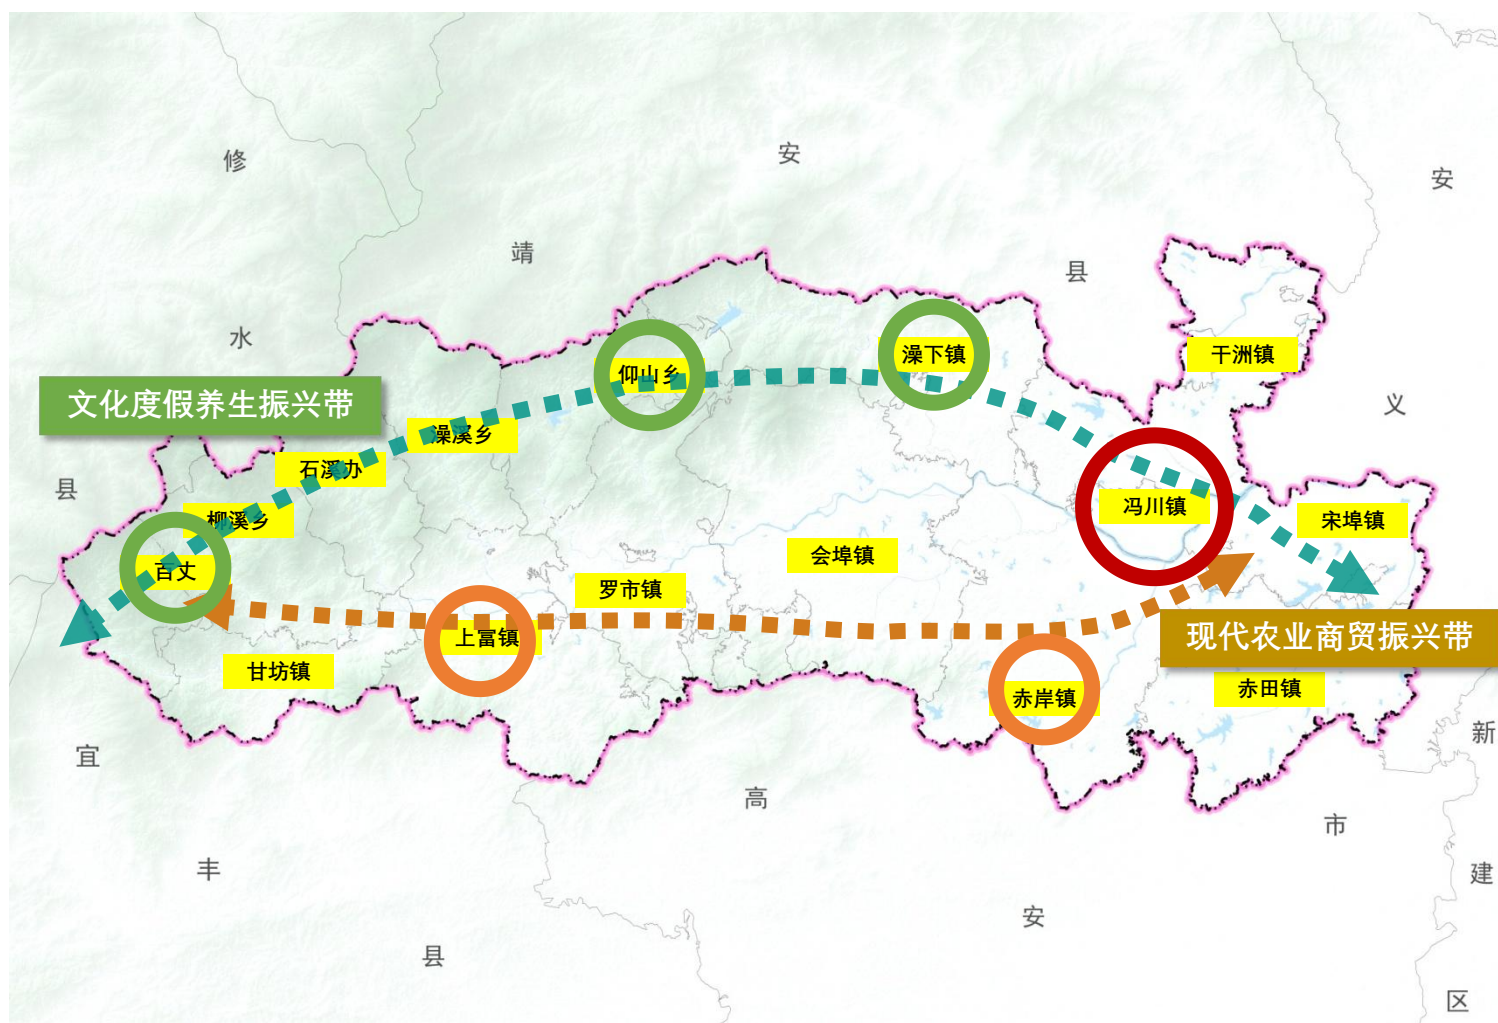 修
安
安
靖
县
水
干洲镇
澡下镇
仰山乡
文化度假养生振兴带
义
澡溪乡
石溪办
县
柳溪乡
冯川镇
宋埠镇
会埠镇
百丈
罗市镇
上富镇
现代农业商贸振兴带
甘坊镇
赤岸镇
赤田镇
新
宜
高
市
丰
建
安
县
区